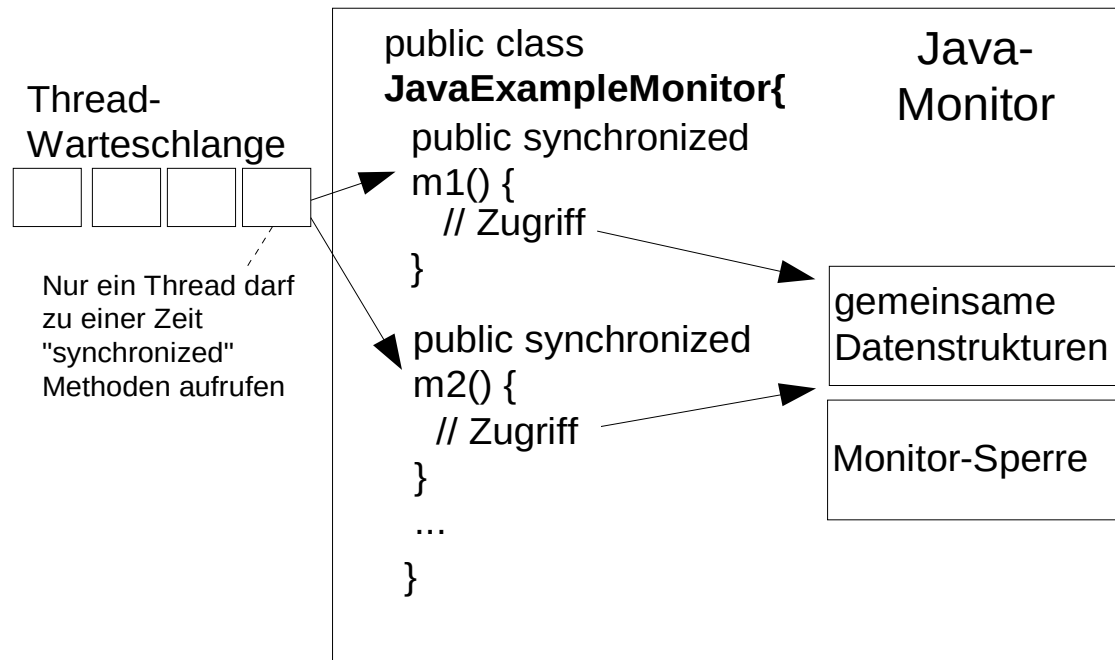 Thread-
Warteschlange
Nur ein Thread darf
zu einer Zeit
"synchronized"
Methoden aufrufen
public class
JavaExampleMonitor{
public synchronized
m1() {
// Zugriff
}
public synchronized
m2() {
// Zugriff
}
...
}
Java-
Monitor
gemeinsame
Datenstrukturen
Monitor-Sperre